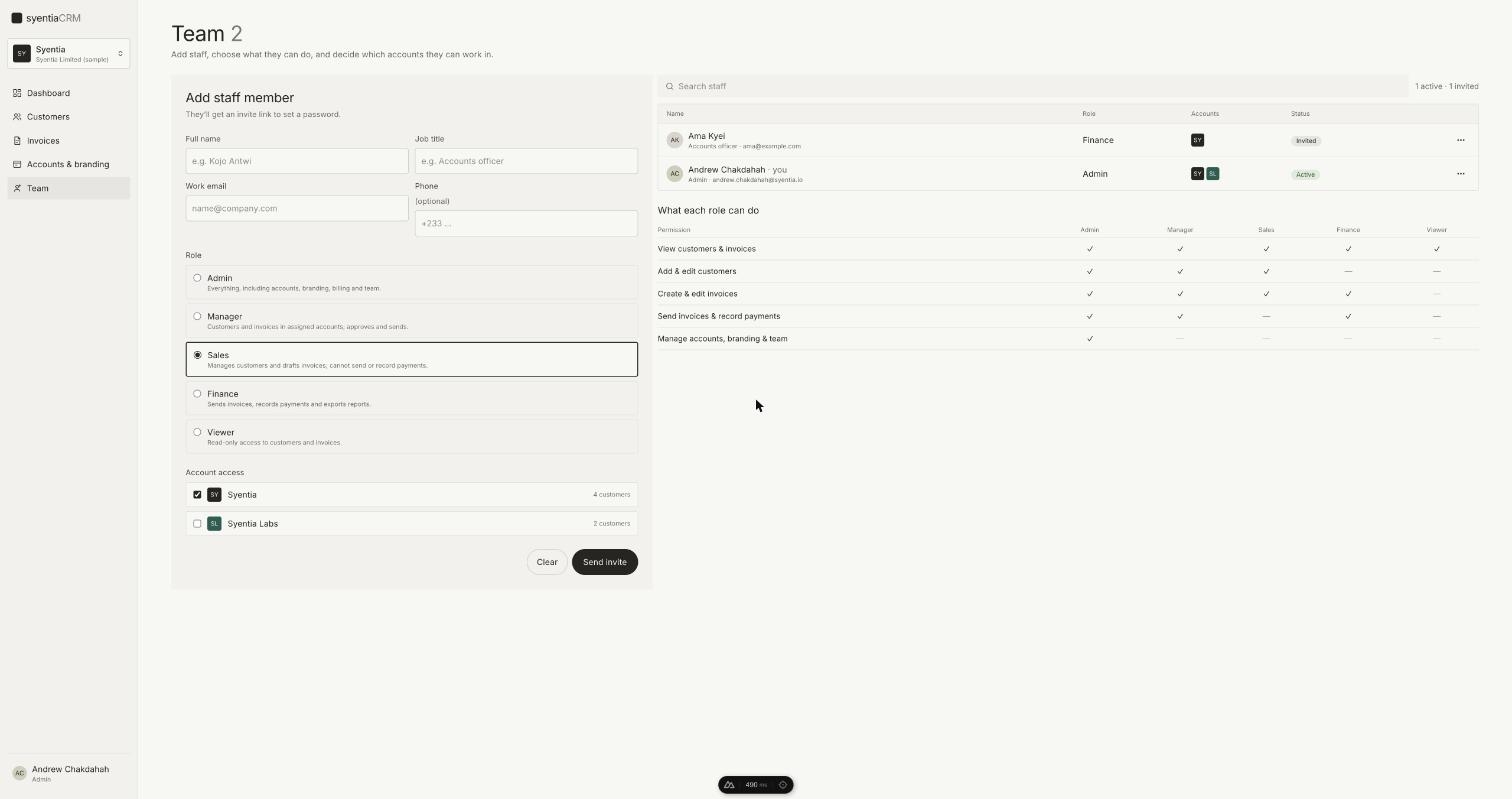 syentiaCRM
SY
Syentia
Syentia Limited (sample)
Dashboard
Customers
Invoices
Accounts & branding
Team
AC
Andrew Chakdahah
Admin
Team 2
Add staff, choose what they can do, and decide which accounts they can work in.
Add staff member
They'll get an invite link to set a password.
Full name
Job title
e.g. Kojo Antwi
e.g. Accounts officer
Work email
Phone
(optional)
name@company.com
+233 ...
Role
Admin
Everything, including accounts, branding, billing and team.
Manager
Customers and invoices in assigned accounts; approves and sends.
Sales
Manages customers and drafts invoices; cannot send or record payments.
Finance
Sends invoices, records payments and exports reports.
Viewer
Read-only access to customers and invoices.
Account access
SY Syentia 4 customers
SL Syentia Labs 2 customers
Clear Send invite
Search staff
1 active · 1 invited
Name Role Accounts Status
AK Ama Kyei Finance SY Invited
Accounts officer · ama@example.com
AC Andrew Chakdahah · you Admin SY SL Active
Admin · andrew.chakdahah@syentia.io
What each role can do
Permission Admin Manager Sales Finance Viewer
View customers & invoices ✓ ✓ ✓ ✓ ✓
Add & edit customers ✓ ✓ ✓ — —
Create & edit invoices ✓ ✓ ✓ ✓ —
Send invoices & record payments ✓ ✓ — ✓ —
Manage accounts, branding & team ✓ — — — —
490 ms